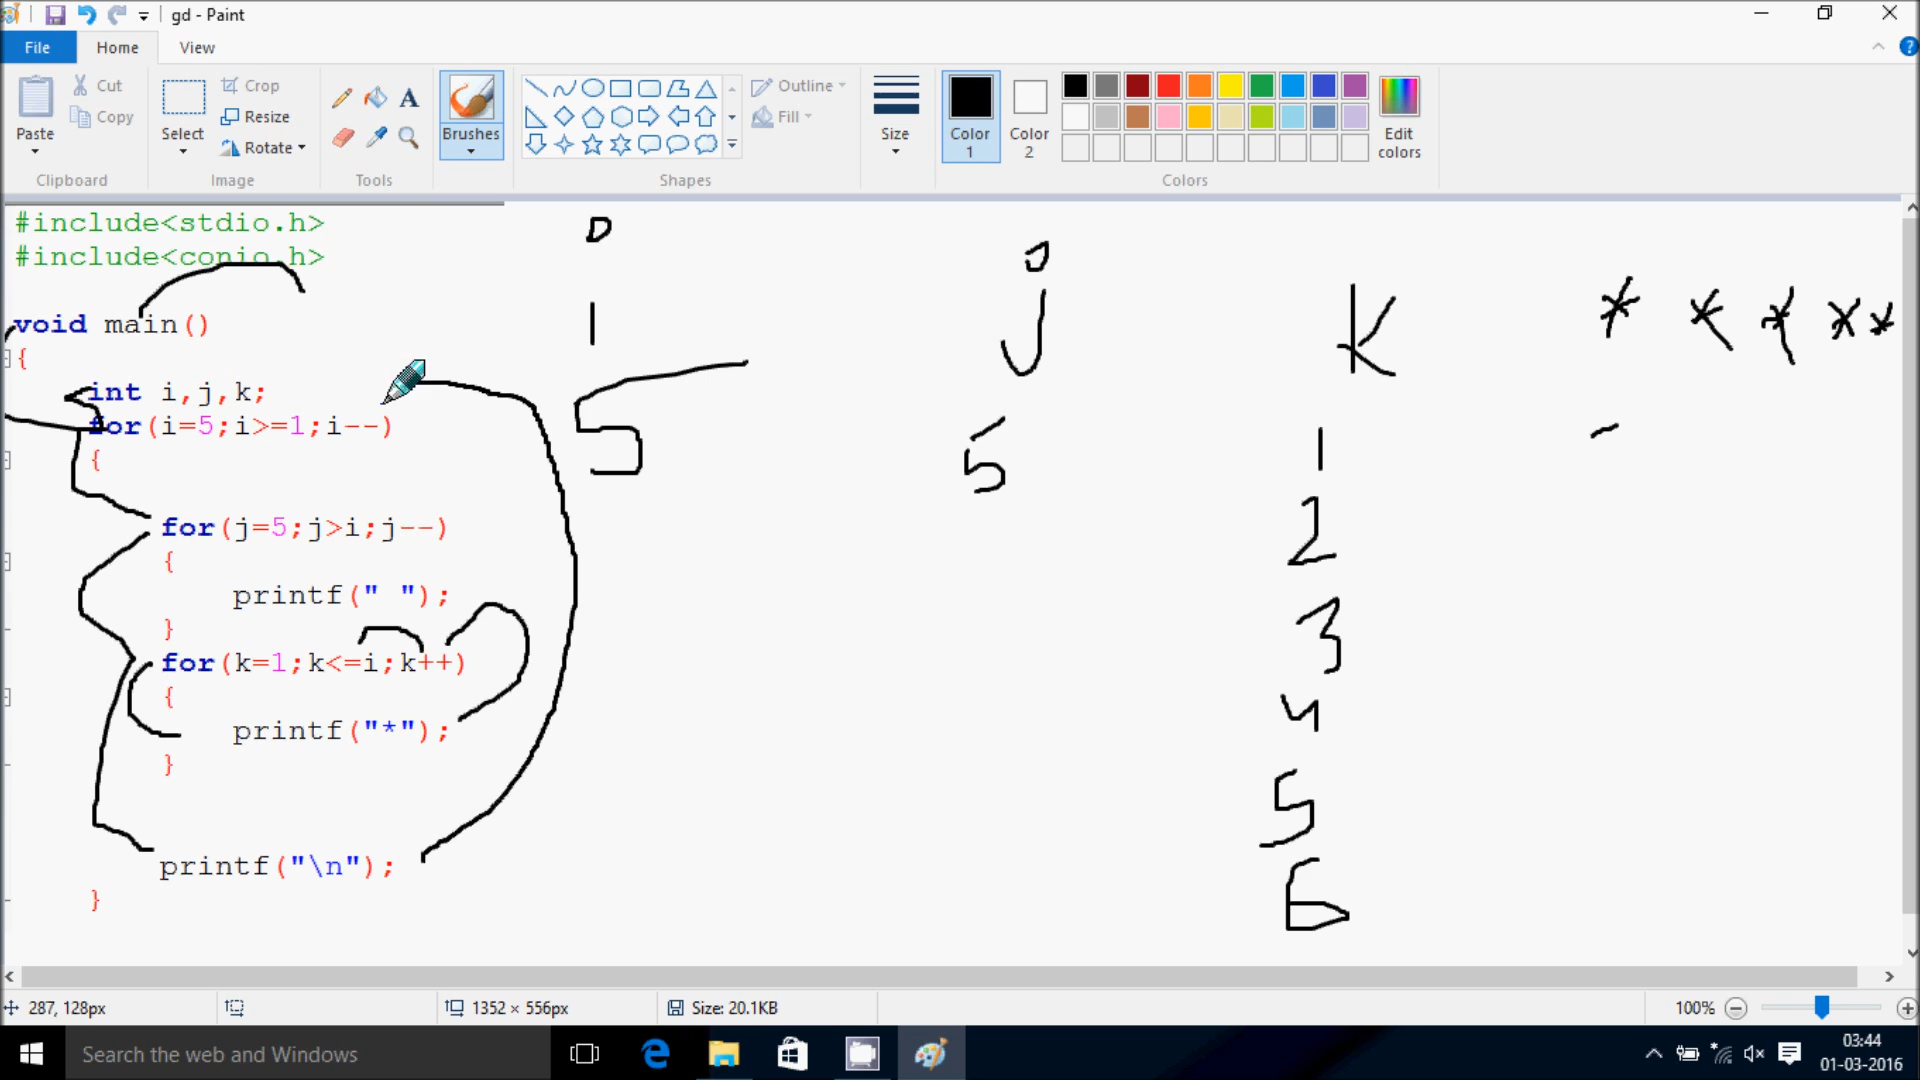 gd - Paint
File Home View
Paste
Cut
Copy
Clipboard
Select
Crop
Resize
Rotate
Image
Tools
Brushes
Shapes
Outline
Fill
Size
Color 1
Color 2
Edit colors
Colors
#include<stdio.h>
#include<conio.h>
void main()
{
int i,j,k;
for(i=5;i>=1;i--)
{
for(j=5;j>i;j--)
{
printf(" ");
}
for(k=1;k<=i;k++)
{
printf("*");
}
printf("\n");
}
i
5
j
5
K
1
2
3
4
5
6
* * * * *
287, 128px
1352 × 556px
Size: 20.1KB
100%
Search the web and Windows
03:44
01-03-2016